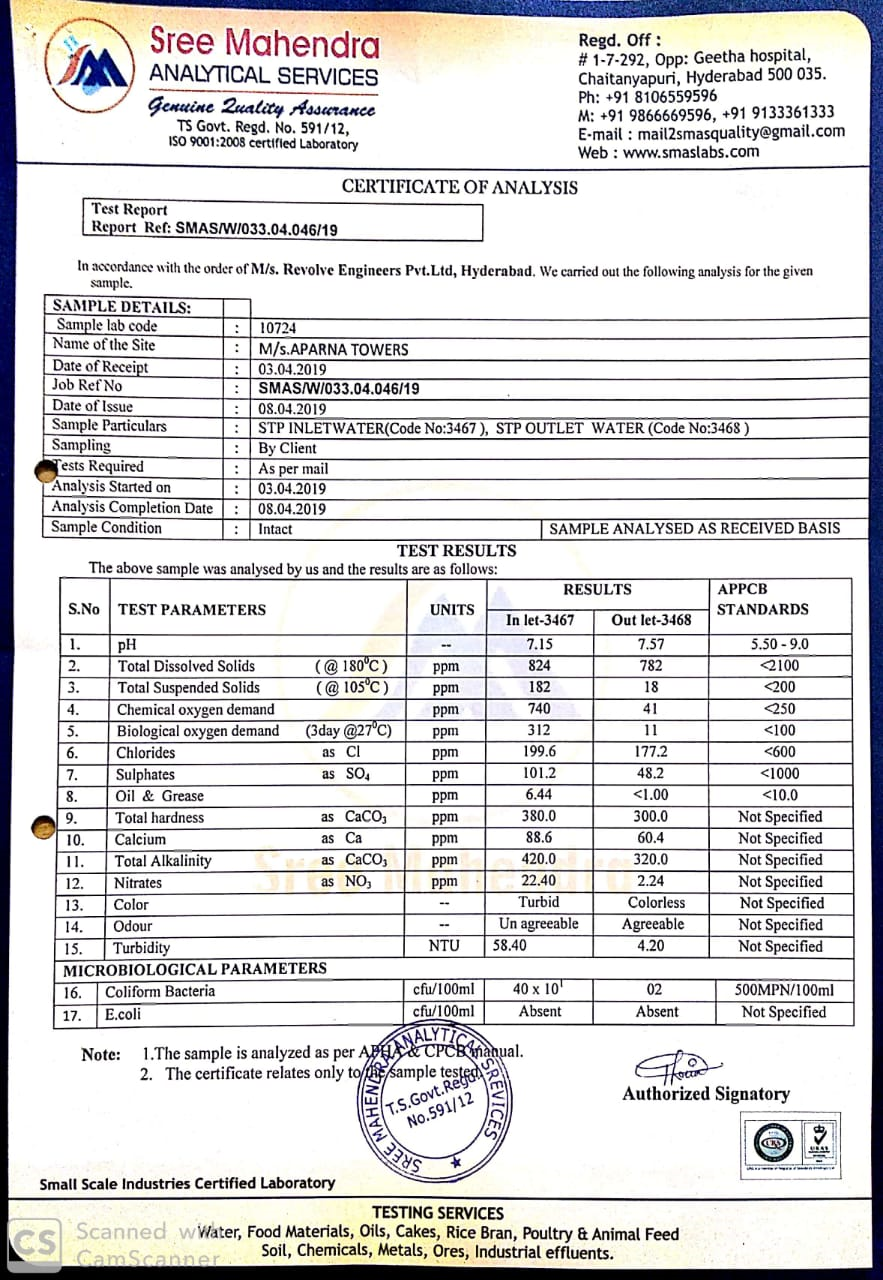 Sree Mahendra
ANALYTICAL SERVICES
Genuine Quality Assurance
TS Govt. Regd. No. 591/12,
ISO 9001:2008 certified Laboratory
Regd. Off :
# 1-7-292, Opp: Geetha hospital,
Chaitanyapuri, Hyderabad 500 035.
Ph: +91 8106559596
M: +91 9866669596, +91 9133361333
E-mail : mail2smasquality@gmail.com
Web : www.smaslabs.com
CERTIFICATE OF ANALYSIS
Test Report
Report Ref: SMAS/W/033.04.046/19
In accordance with the order of M/s. Revolve Engineers Pvt.Ltd, Hyderabad. We carried out the following analysis for the given
sample.
SAMPLE DETAILS:
Sample lab code : 10724
Name of the Site : M/s.APARNA TOWERS
Date of Receipt : 03.04.2019
Job Ref No : SMAS/W/033.04.046/19
Date of Issue : 08.04.2019
Sample Particulars : STP INLETWATER(Code No:3467 ), STP OUTLET WATER (Code No:3468 )
Sampling : By Client
Tests Required : As per mail
Analysis Started on : 03.04.2019
Analysis Completion Date : 08.04.2019
Sample Condition : Intact SAMPLE ANALYSED AS RECEIVED BASIS
TEST RESULTS
The above sample was analysed by us and the results are as follows:
S.No TEST PARAMETERS UNITS RESULTS APPCB STANDARDS
In let-3467 Out let-3468
1. pH -- 7.15 7.57 5.50 - 9.0
2. Total Dissolved Solids (@ 180⁰C) ppm 824 782 <2100
3. Total Suspended Solids (@ 105⁰C) ppm 182 18 <200
4. Chemical oxygen demand ppm 740 41 <250
5. Biological oxygen demand (3day @27⁰C) ppm 312 11 <100
6. Chlorides as Cl ppm 199.6 177.2 <600
7. Sulphates as SO₄ ppm 101.2 48.2 <1000
8. Oil & Grease ppm 6.44 <1.00 <10.0
9. Total hardness as CaCO₃ ppm 380.0 300.0 Not Specified
10. Calcium as Ca ppm 88.6 60.4 Not Specified
11. Total Alkalinity as CaCO₃ ppm 420.0 320.0 Not Specified
12. Nitrates as NO₃ ppm 22.40 2.24 Not Specified
13. Color -- Turbid Colorless Not Specified
14. Odour -- Un agreeable Agreeable Not Specified
15. Turbidity NTU 58.40 4.20 Not Specified
MICROBIOLOGICAL PARAMETERS
16. Coliform Bacteria cfu/100ml 40 x 10¹ 02 500MPN/100ml
17. E.coli cfu/100ml Absent Absent Not Specified
Note: 1.The sample is analyzed as per APHA & CPCB manual.
2. The certificate relates only to the sample tested.
SREE MAHENDRA ANALYTICAL SREVICES
T.S.Govt.Regd.
No.591/12
Authorized Signatory
URS
UKAS
Small Scale Industries Certified Laboratory
TESTING SERVICES
Water, Food Materials, Oils, Cakes, Rice Bran, Poultry & Animal Feed
Soil, Chemicals, Metals, Ores, Industrial effluents.
CS Scanned with
CamScanner